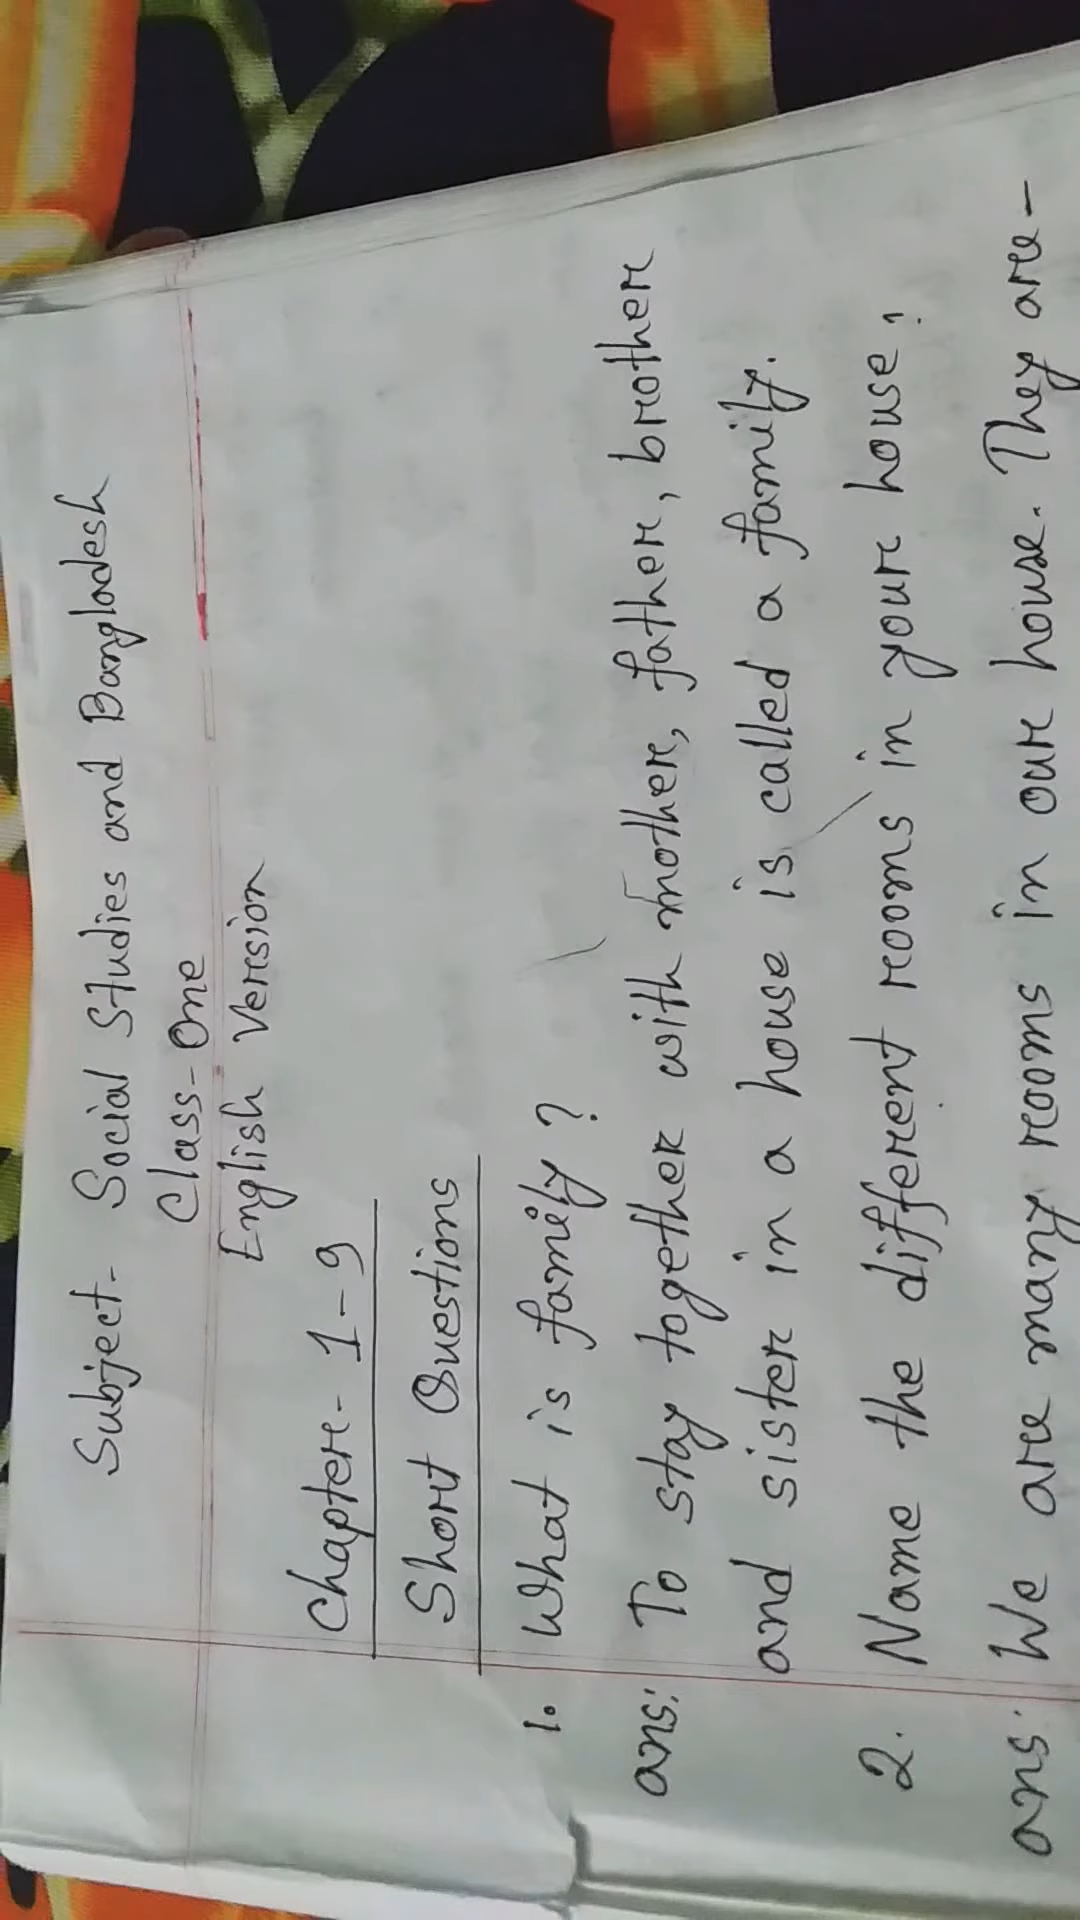 Subject- Social Studies and Bangladesh
Class-One
English Version
Chapter- 1-9
Short Questions
1. What is family?
ans: To stay together with mother, father, brother
and sister in a house is called a family.
2. Name the different rooms in your house?
ans: We are many rooms in our house. They are-